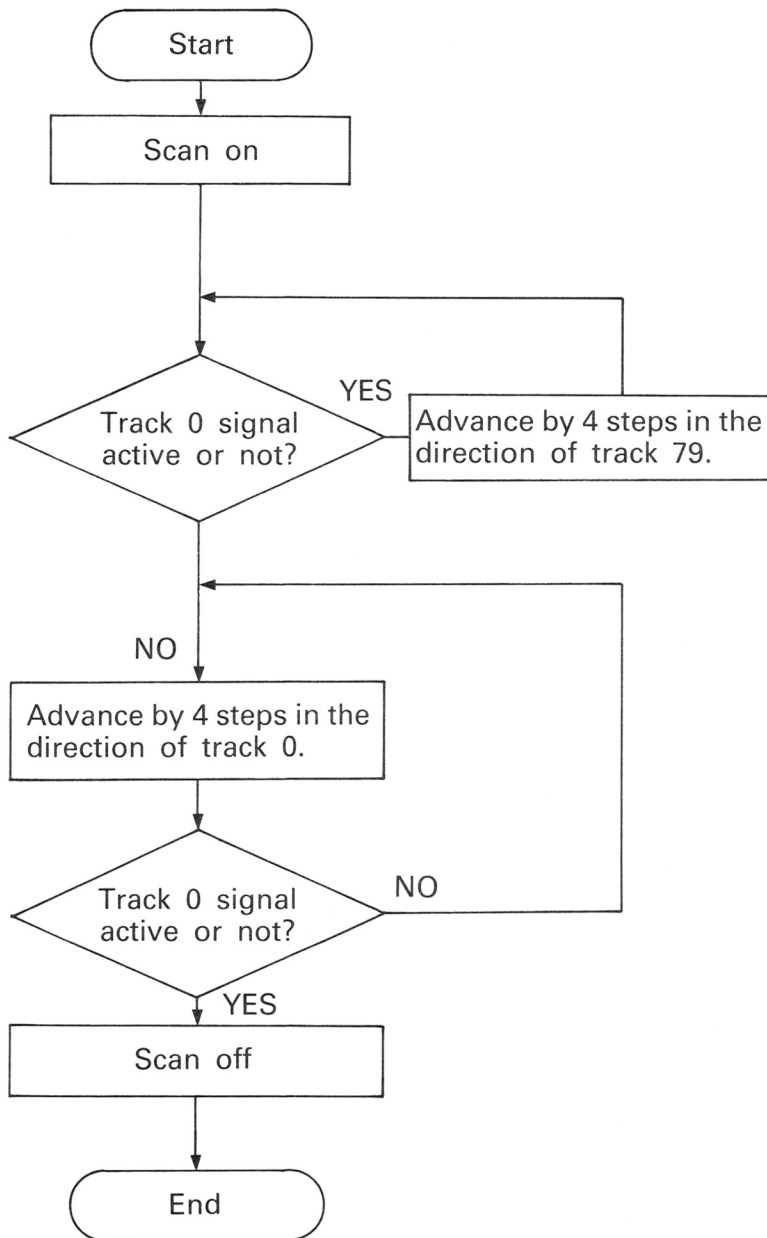 Start
Scan on
Track 0 signal
active or not?
YES
Advance by 4 steps in the
direction of track 79.
NO
Advance by 4 steps in the
direction of track 0.
Track 0 signal
active or not?
NO
YES
Scan off
End